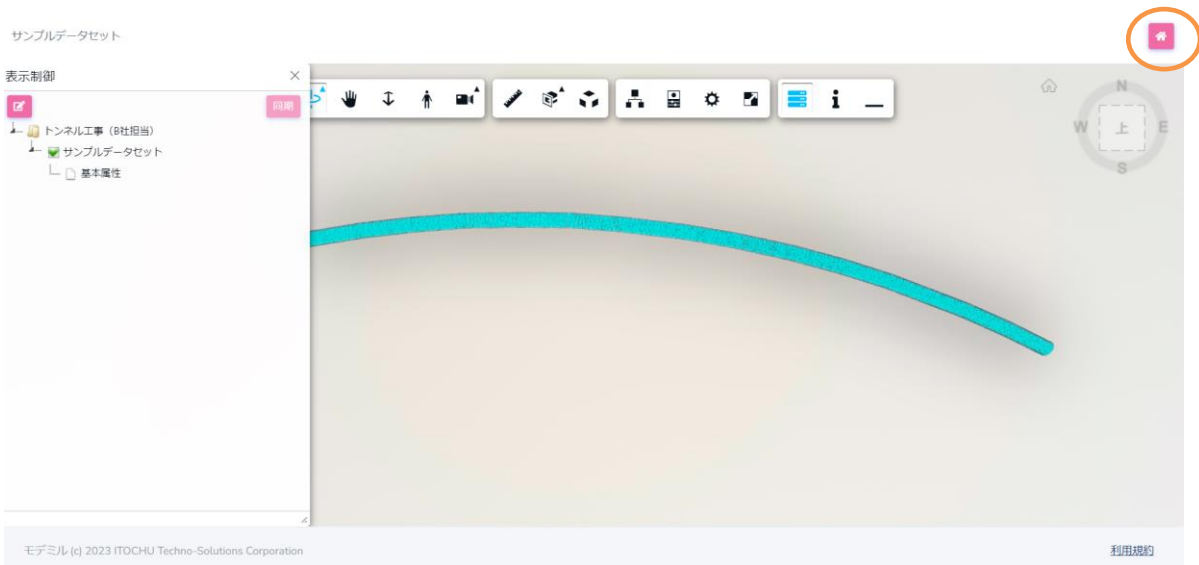 サンプルデータセット
表示制御
同期
トンネル工事（B社担当）
サンプルデータセット
基本属性
N
W 上 E
S
モデミル (c) 2023 ITOCHU Techno-Solutions Corporation
利用規約